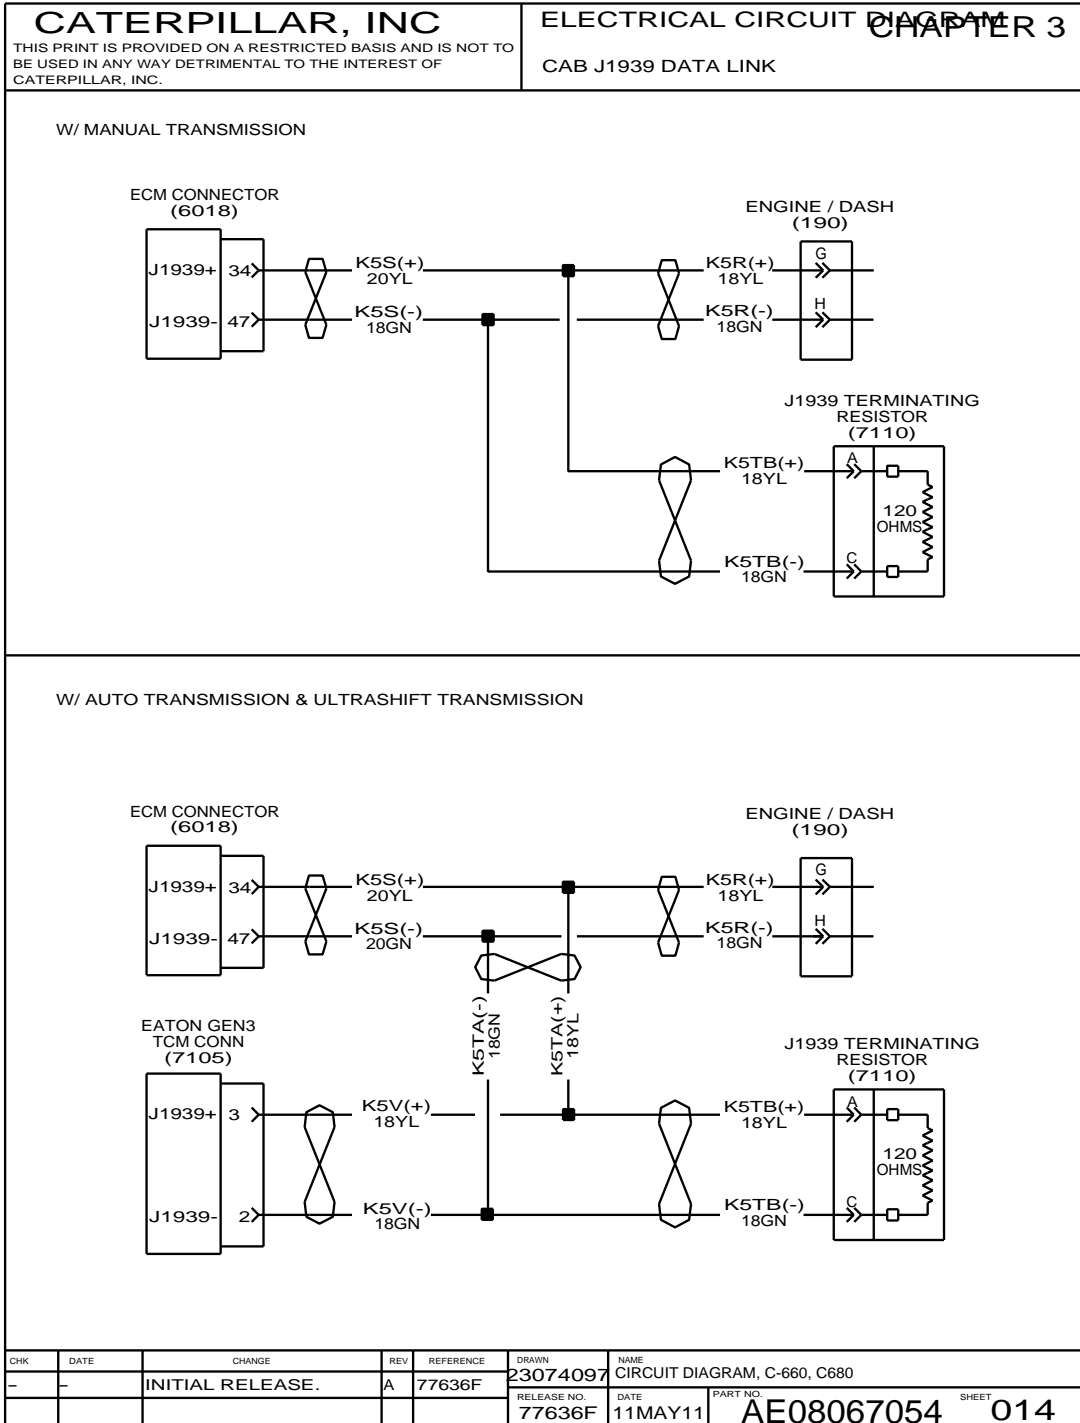 CATERPILLAR, INC
THIS PRINT IS PROVIDED ON A RESTRICTED BASIS AND IS NOT TO
BE USED IN ANY WAY DETRIMENTAL TO THE INTEREST OF
CATERPILLAR, INC.
ELECTRICAL CIRCUIT DIAGRAM
CHAPTER 3
CAB J1939 DATA LINK
W/ MANUAL TRANSMISSION
ECM CONNECTOR
(6018)
J1939+ 34
J1939- 47
K5S(+)
20YL
K5S(-)
18GN
K5R(+)
18YL
K5R(-)
18GN
ENGINE / DASH
(190)
G
H
J1939 TERMINATING
RESISTOR
(7110)
K5TB(+)
18YL
A
120
OHMS
K5TB(-)
18GN
C
W/ AUTO TRANSMISSION & ULTRASHIFT TRANSMISSION
ECM CONNECTOR
(6018)
J1939+ 34
J1939- 47
K5S(+)
20YL
K5S(-)
20GN
K5R(+)
18YL
K5R(-)
18GN
ENGINE / DASH
(190)
G
H
K5TA(-)
18GN
K5TA(+)
18YL
EATON GEN3
TCM CONN
(7105)
J1939+ 3
J1939- 2
K5V(+)
18YL
K5V(-)
18GN
J1939 TERMINATING
RESISTOR
(7110)
K5TB(+)
18YL
A
120
OHMS
K5TB(-)
18GN
C
CHK DATE CHANGE REV REFERENCE
– – INITIAL RELEASE. A 77636F
DRAWN
23074097
NAME
CIRCUIT DIAGRAM, C-660, C680
RELEASE NO.
77636F
DATE
11MAY11
PART NO.
AE08067054
SHEET
014